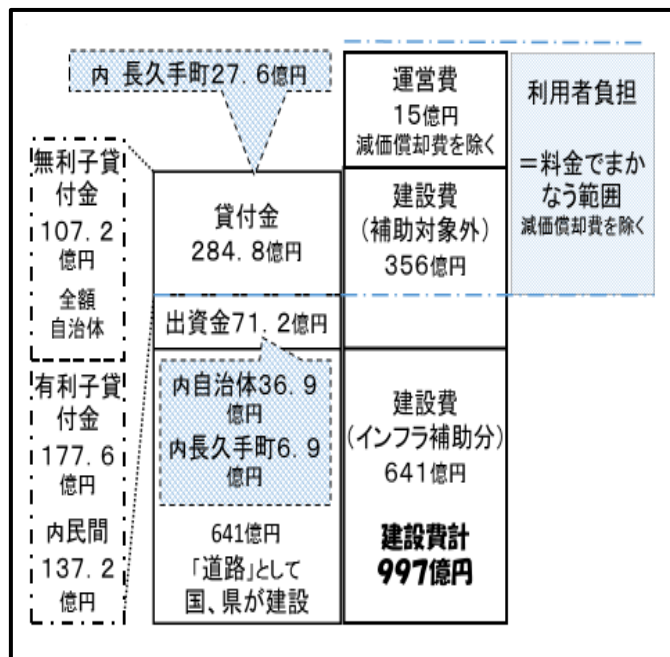 内 長久手町27.6億円
無利子貸
付金
107.2
億円
全額
自治体
有利子貸
付金
177.6
億円
内民間
137.2
億円
貸付金
284.8億円
出資金71.2億円
内自治体36.9
億円
内長久手町6.9
億円
641億円
「道路」として
国、県が建設
運営費
15億円
減価償却費を除く
建設費
(補助対象外)
356億円
建設費
(インフラ補助分)
641億円
建設費計
997億円
利用者負担
=料金でまか
なう範囲
減価償却費を除く